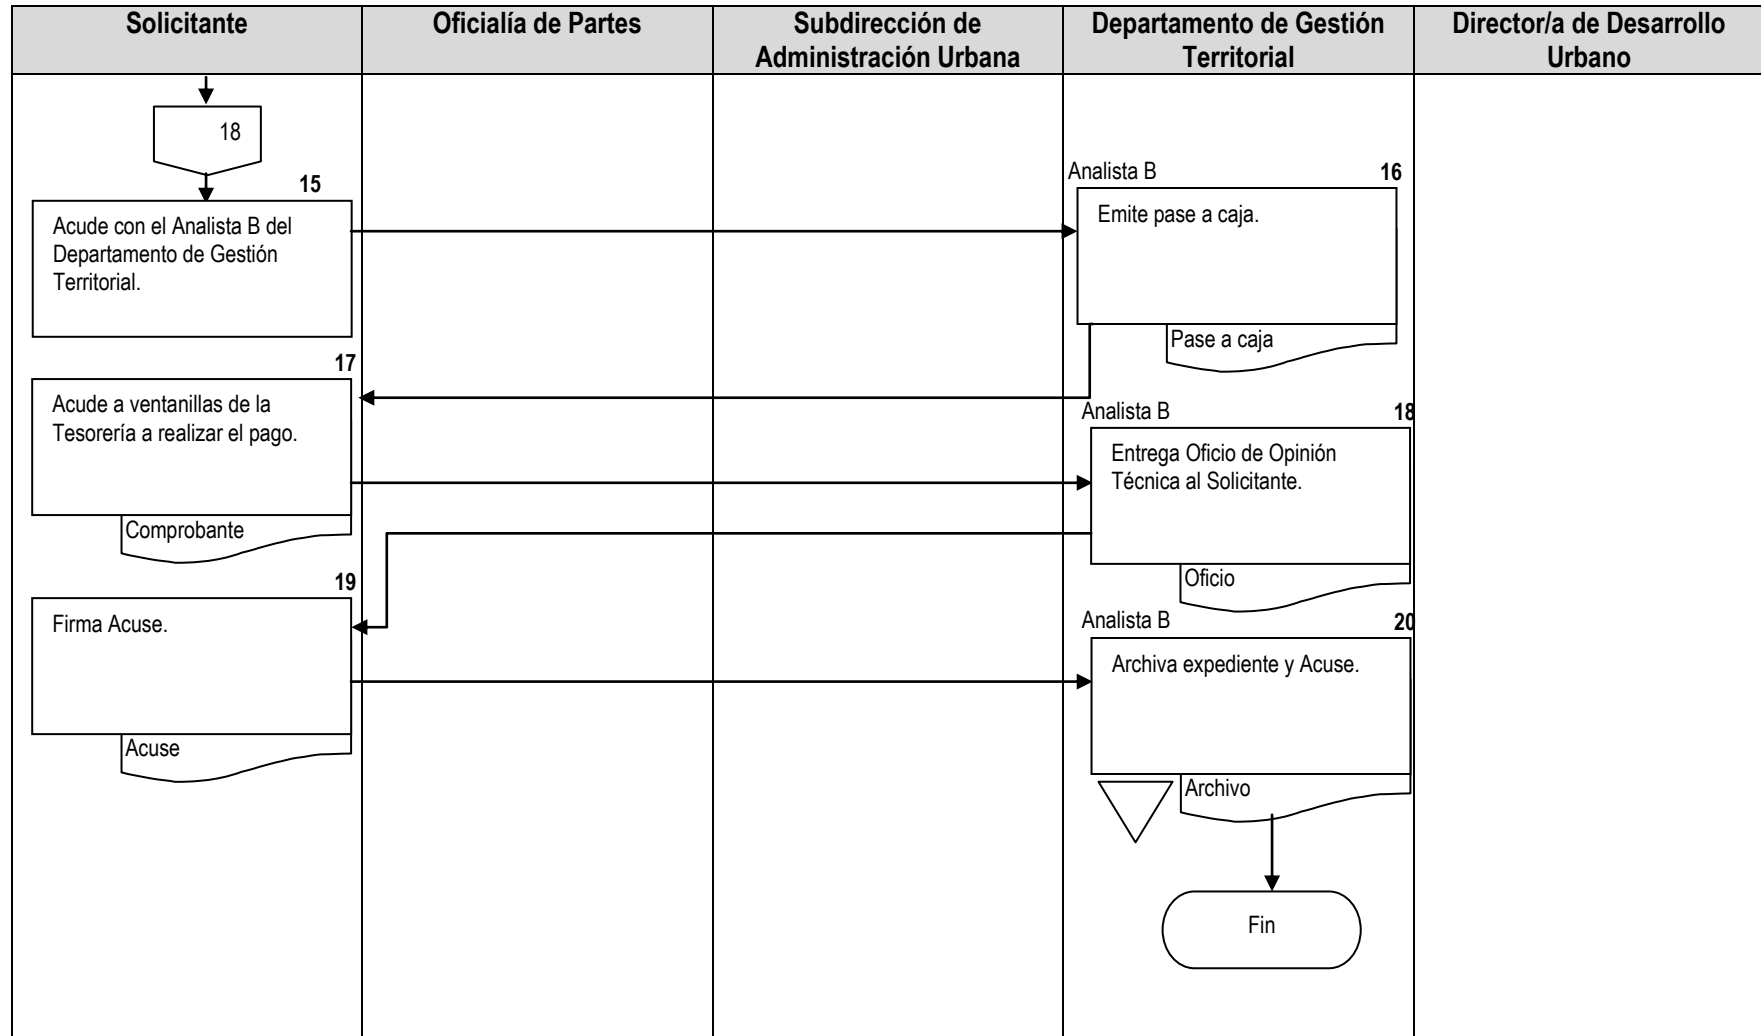 Solicitante
Oficialía de Partes
Subdirección de
Administración Urbana
Departamento de Gestión
Territorial
Director/a de Desarrollo
Urbano
18
15
Acude con el Analista B del
Departamento de Gestión
Territorial.
Analista B
16
Emite pase a caja.
Pase a caja
17
Acude a ventanillas de la
Tesorería a realizar el pago.
Comprobante
Analista B
18
Entrega Oficio de Opinión
Técnica al Solicitante.
Oficio
19
Firma Acuse.
Acuse
Analista B
20
Archiva expediente y Acuse.
Archivo
Fin